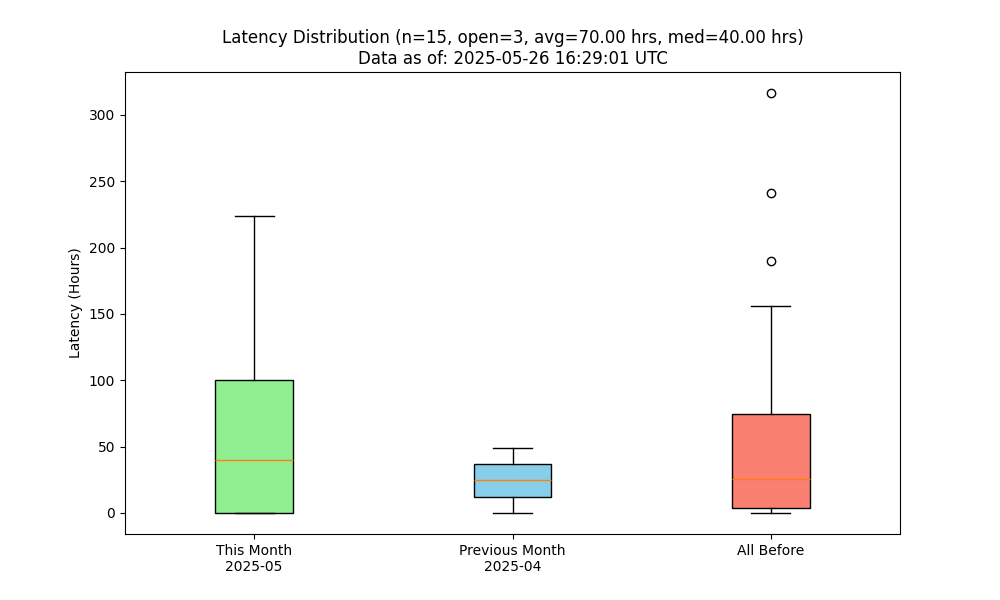 Latency Distribution (n=15, open=3, avg=70.00 hrs, med=40.00 hrs)
Data as of: 2025-05-26 16:29:01 UTC
300
250
200
150
100
50
0
Latency (Hours)
This Month
2025-05
Previous Month
2025-04
All Before